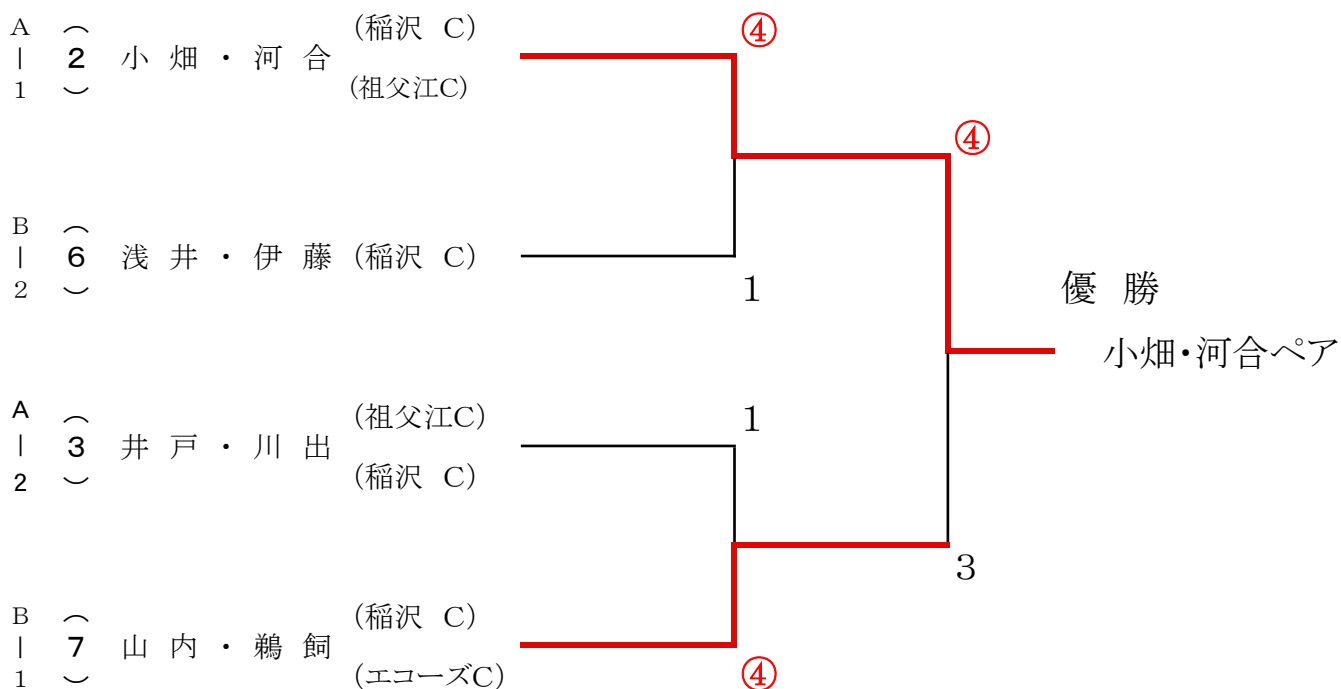 A-1 (2) 小畑・河合 (稲沢 C)
(祖父江C)
④
④
B-2 (6) 浅井・伊藤 (稲沢 C)
1
優 勝
小畑・河合ペア
A-2 (3) 井戸・川出 (祖父江C)
(稲沢 C)
1
3
B-1 (7) 山内・鵜飼 (稲沢 C)
(エコーズC)
④